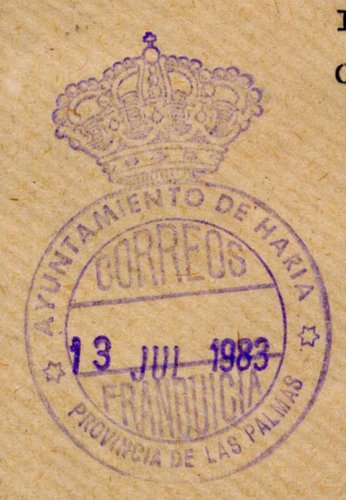 AYUNTAMIENTO DE HARIA
CORREOS
13 JUL 1983
FRANQUICIA
PROVINCIA DE LAS PALMAS